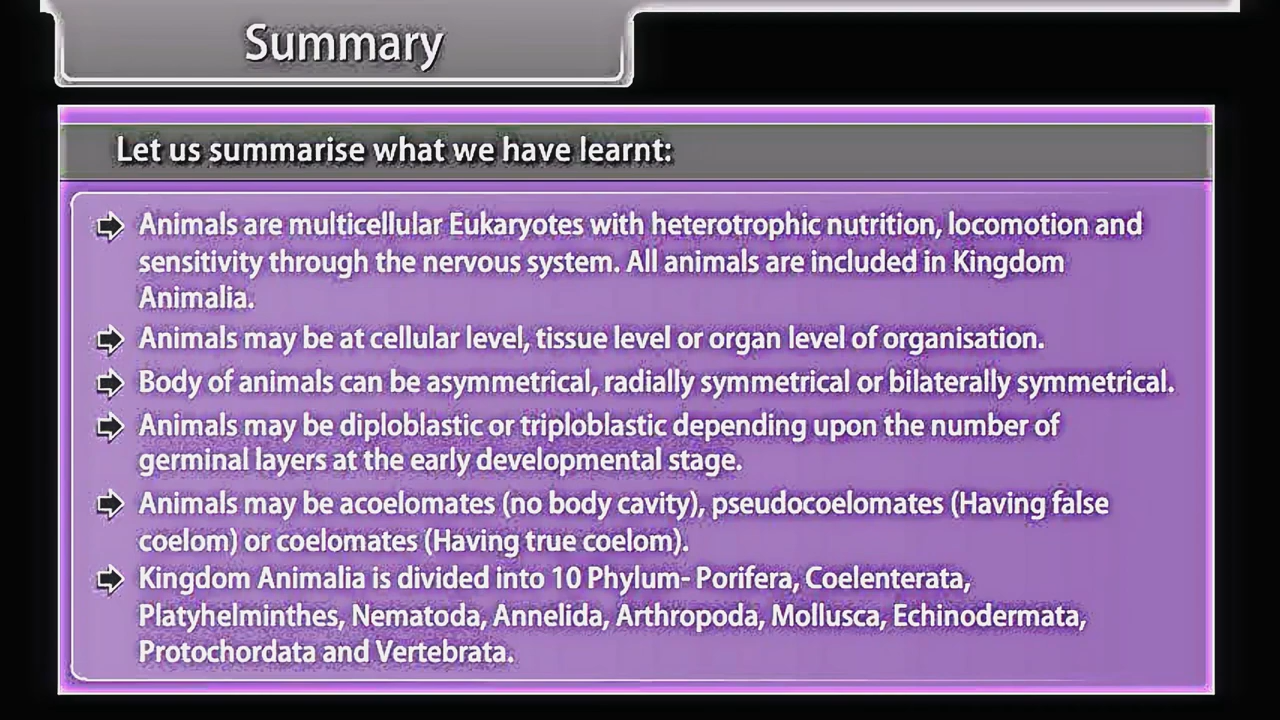 Summary
Let us summarise what we have learnt:
Animals are multicellular Eukaryotes with heterotrophic nutrition, locomotion and
sensitivity through the nervous system. All animals are included in Kingdom
Animalia.
Animals may be at cellular level, tissue level or organ level of organisation.
Body of animals can be asymmetrical, radially symmetrical or bilaterally symmetrical.
Animals may be diploblastic or triploblastic depending upon the number of
germinal layers at the early developmental stage.
Animals may be acoelomates (no body cavity), pseudocoelomates (Having false
coelom) or coelomates (Having true coelom).
Kingdom Animalia is divided into 10 Phylum- Porifera, Coelenterata,
Platyhelminthes, Nematoda, Annelida, Arthropoda, Mollusca, Echinodermata,
Protochordata and Vertebrata.